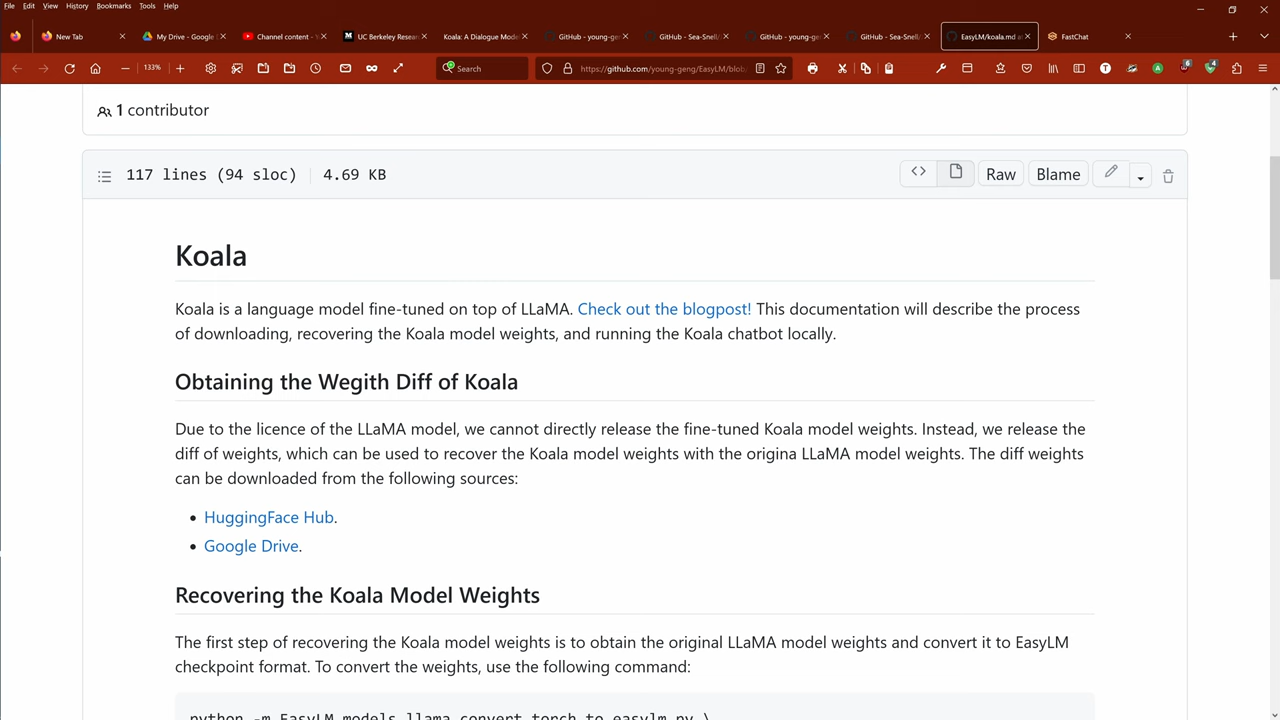 File Edit View History Bookmarks Tools Help
New Tab
My Drive - Google
Channel content - Y
UC Berkeley Resea
Koala: A Dialogue Mode
GitHub - young-ge
GitHub - Sea-Snell/
GitHub - young-ge
GitHub - Sea-Snell/
EasyLM/koala.md at
FastChat
133%
Search
https://github.com/young-geng/EasyLM/blob
1 contributor
117 lines (94 sloc) 4.69 KB
Raw Blame
Koala
Koala is a language model fine-tuned on top of LLaMA. Check out the blogpost! This documentation will describe the process
of downloading, recovering the Koala model weights, and running the Koala chatbot locally.
Obtaining the Wegith Diff of Koala
Due to the licence of the LLaMA model, we cannot directly release the fine-tuned Koala model weights. Instead, we release the
diff of weights, which can be used to recover the Koala model weights with the origina LLaMA model weights. The diff weights
can be downloaded from the following sources:
• HuggingFace Hub.
• Google Drive.
Recovering the Koala Model Weights
The first step of recovering the Koala model weights is to obtain the original LLaMA model weights and convert it to EasyLM
checkpoint format. To convert the weights, use the following command:
python -m EasyLM.models.llama.convert_torch_to_easylm.py \